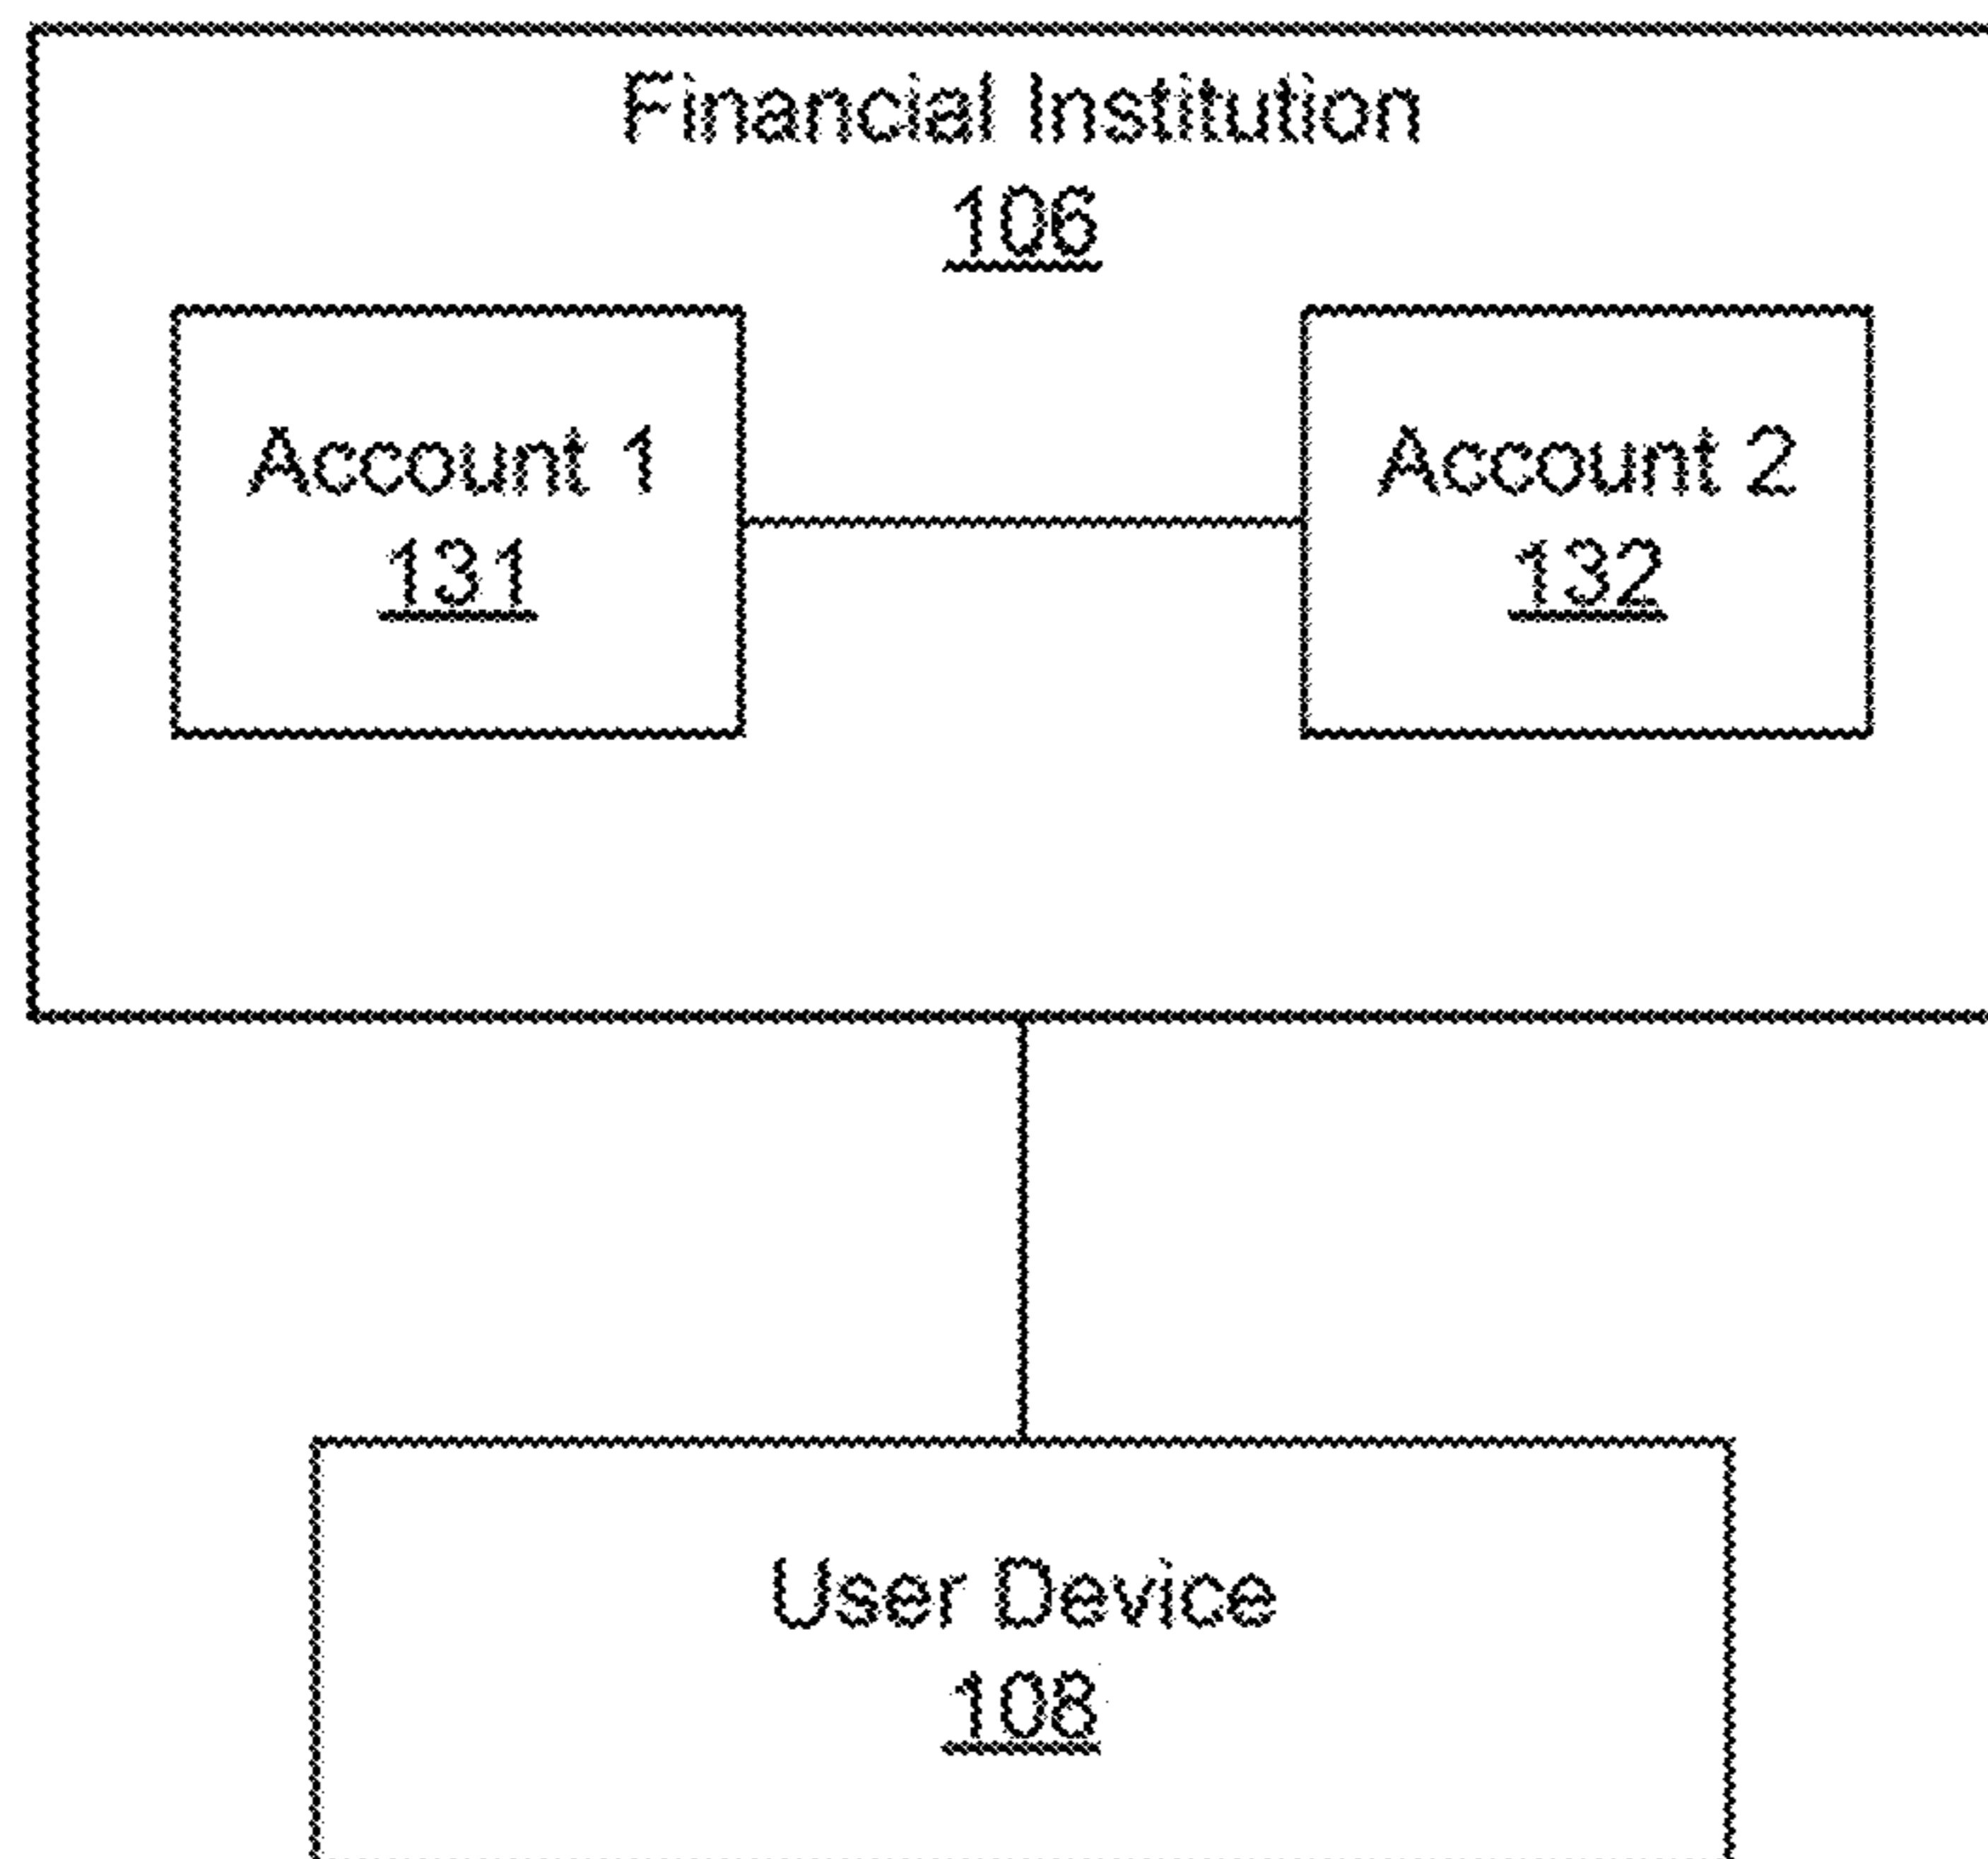 Financial Institution
106
Account 1
131
Account 2
132
User Device
108